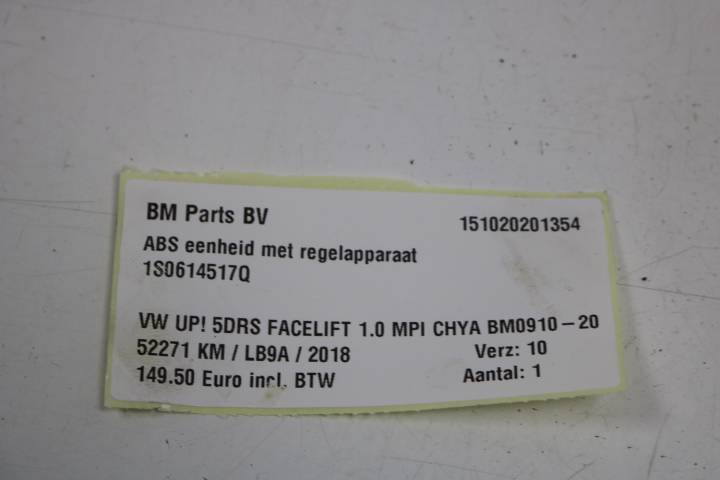 BM Parts BV 151020201354
ABS eenheid met regelapparaat
1S0614517Q
VW UP! 5DRS FACELIFT 1.0 MPI CHYA BM0910-20
52271 KM / LB9A / 2018 Verz: 10
149.50 Euro incl. BTW Aantal: 1